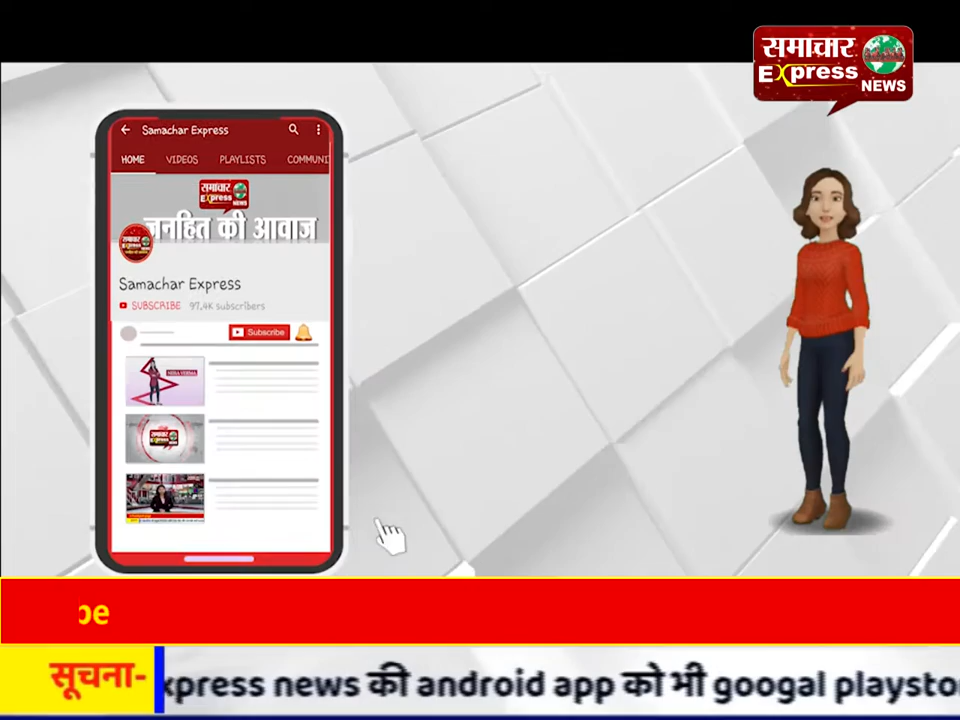 समाचार
Express
NEWS
Samachar Express
HOME VIDEOS PLAYLISTS COMMUNI
समाचार
Express
NEWS
जनहित की आवाज
Samachar Express
SUBSCRIBE 97.4K subscribers
Subscribe
be
सूचना-
xpress news की android app को भी googal playsto